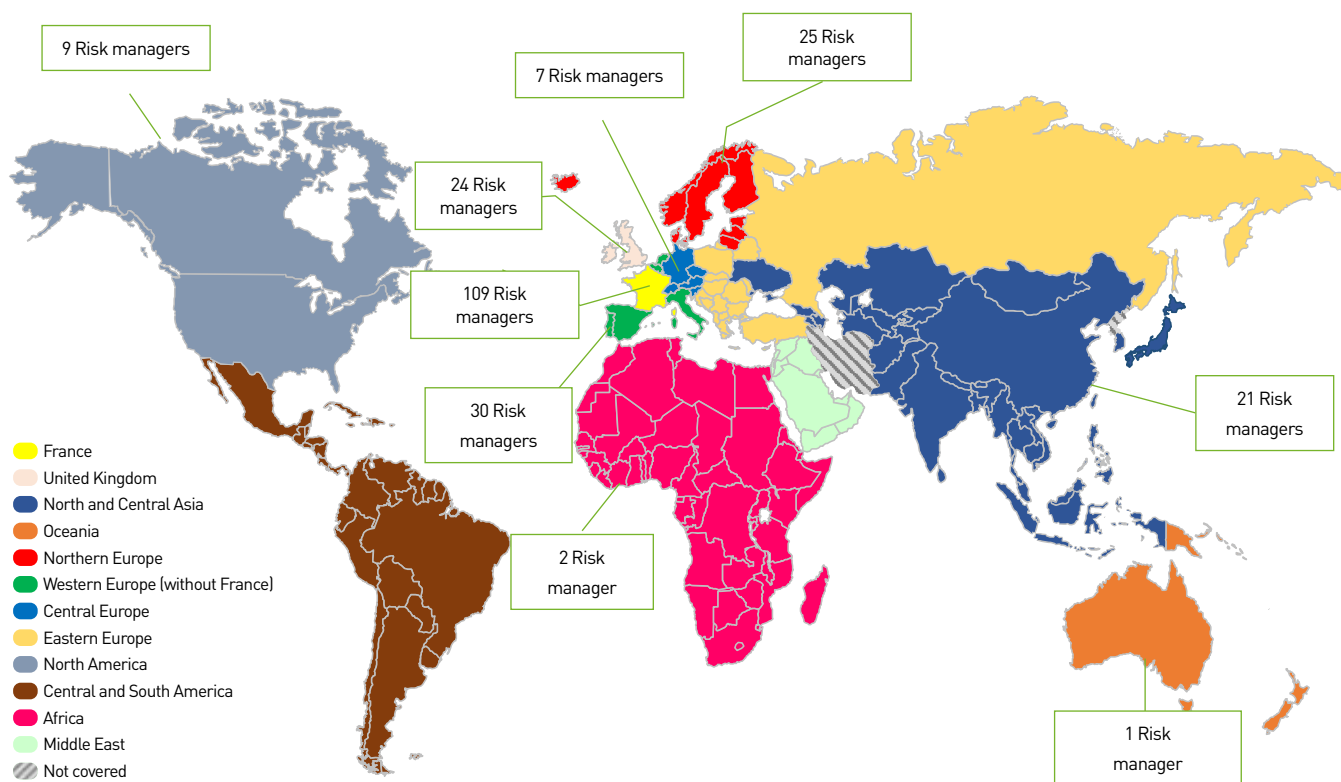 9 Risk managers
7 Risk managers
25 Risk
managers
24 Risk
managers
109 Risk
managers
30 Risk
managers
2 Risk
manager
21 Risk
managers
1 Risk
manager
France
United Kingdom
North and Central Asia
Oceania
Northern Europe
Western Europe (without France)
Central Europe
Eastern Europe
North America
Central and South America
Africa
Middle East
Not covered